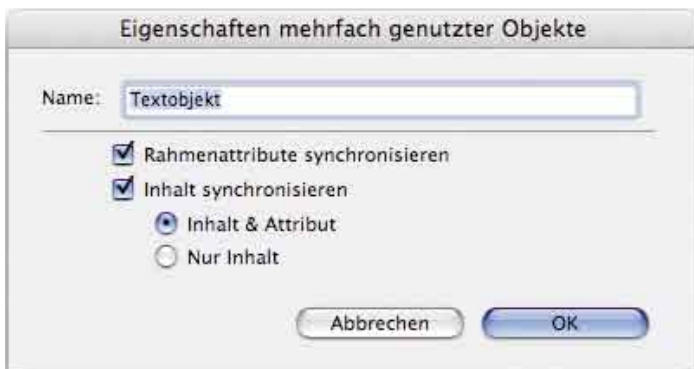 Eigenschaften mehrfach genutzter Objekte
Name: Textobjekt
Rahmenattribute synchronisieren
Inhalt synchronisieren
Inhalt & Attribut
Nur Inhalt
Abbrechen OK